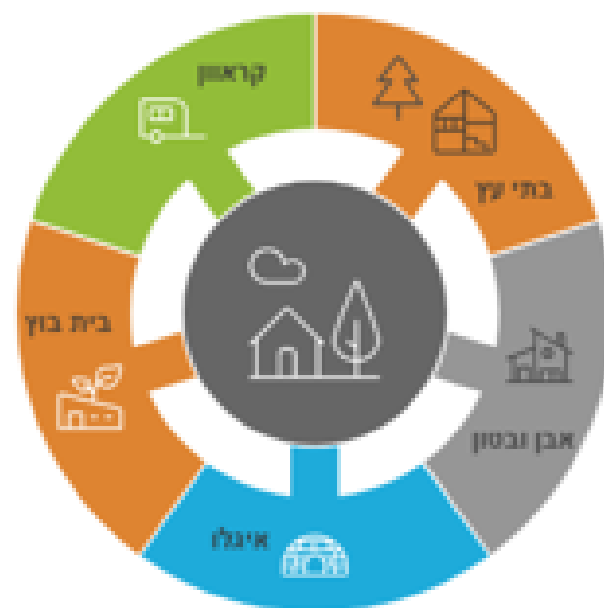 קראוון
בתי עץ
בית בוץ
אבן ובטון
איגלו